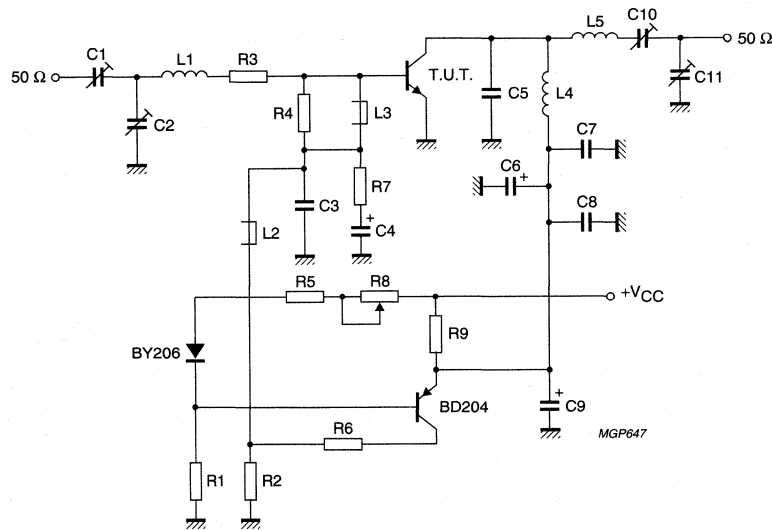 C1
L1
R3
T.U.T.
L5
C10
50 Ω
50 Ω
C2
R4
L3
C5
L4
C11
C7
C6
+
R7
C3
+
C4
C8
L2
R5
R8
+VCC
BY206
R9
BD204
+
C9
MGP647
R6
R1
R2